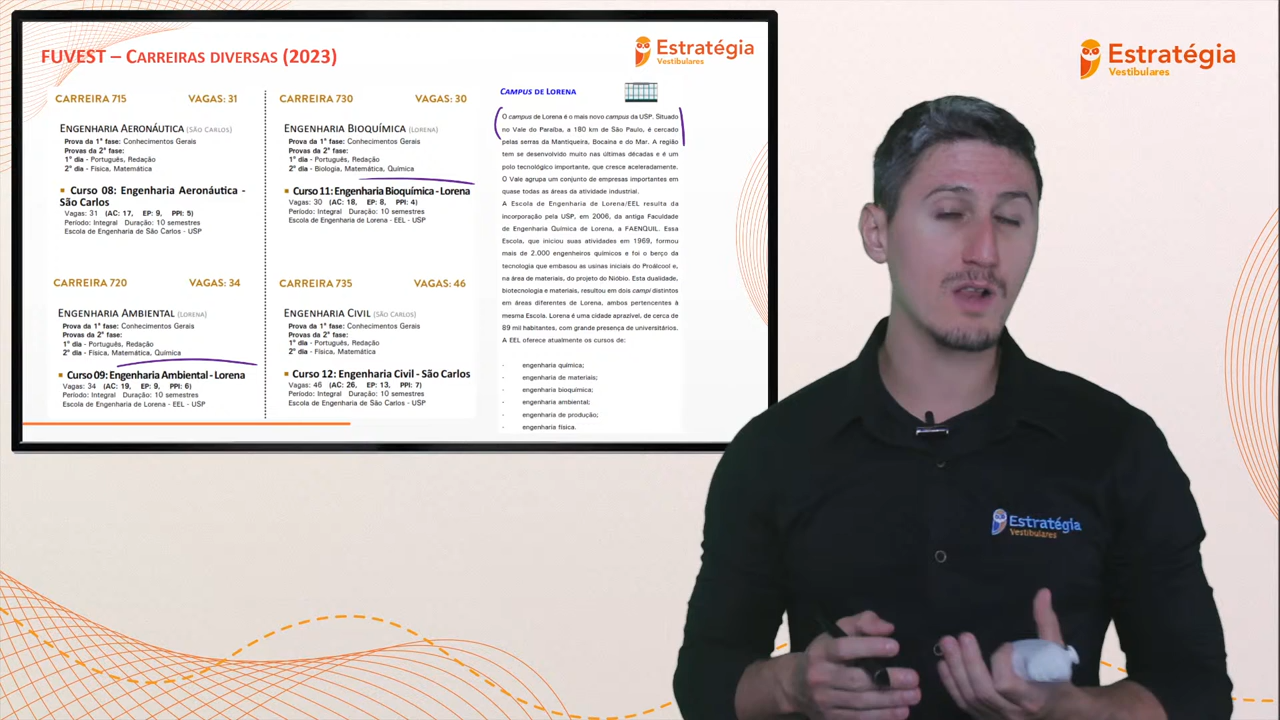 FUVEST – CARREIRAS DIVERSAS (2023)
Estratégia
Vestibulares
CARREIRA 715 VAGAS: 31
ENGENHARIA AERONÁUTICA (SÃO CARLOS)
Prova da 1ª fase: Conhecimentos Gerais
Provas da 2ª fase:
1º dia - Português, Redação
2º dia - Física, Matemática
Curso 08: Engenharia Aeronáutica -
São Carlos
Vagas: 31 (AC: 17, EP: 9, PPI: 5)
Período: Integral Duração: 10 semestres
Escola de Engenharia de São Carlos - USP
CARREIRA 720 VAGAS: 34
ENGENHARIA AMBIENTAL (LORENA)
Prova da 1ª fase: Conhecimentos Gerais
Provas da 2ª fase:
1º dia - Português, Redação
2º dia - Física, Matemática, Química
Curso 09: Engenharia Ambiental - Lorena
Vagas: 34 (AC: 19, EP: 9, PPI: 6)
Período: Integral Duração: 10 semestres
Escola de Engenharia de Lorena - EEL - USP
CARREIRA 730 VAGAS: 30
ENGENHARIA BIOQUÍMICA (LORENA)
Prova da 1ª fase: Conhecimentos Gerais
Provas da 2ª fase:
1º dia - Português, Redação
2º dia - Biologia, Matemática, Química
Curso 11: Engenharia Bioquímica - Lorena
Vagas: 30 (AC: 18, EP: 8, PPI: 4)
Período: Integral Duração: 10 semestres
Escola de Engenharia de Lorena - EEL - USP
CARREIRA 735 VAGAS: 46
ENGENHARIA CIVIL (SÃO CARLOS)
Prova da 1ª fase: Conhecimentos Gerais
Provas da 2ª fase:
1º dia - Português, Redação
2º dia - Física, Matemática
Curso 12: Engenharia Civil - São Carlos
Vagas: 46 (AC: 26, EP: 13, PPI: 7)
Período: Integral Duração: 10 semestres
Escola de Engenharia de São Carlos - USP
CAMPUS DE LORENA
O campus de Lorena é o mais novo campus da USP. Situado
no Vale do Paraíba, a 180 km de São Paulo, é cercado
pelas serras da Mantiqueira, Bocaina e do Mar. A região
tem se desenvolvido muito nas últimas décadas e é um
polo tecnológico importante, que cresce aceleradamente.
O Vale agrupa um conjunto de empresas importantes em
quase todas as áreas da atividade industrial.
A Escola de Engenharia de Lorena/EEL resulta da
incorporação pela USP, em 2006, da antiga Faculdade
de Engenharia Química de Lorena, a FAENQUIL. Essa
Escola, que iniciou suas atividades em 1969, formou
mais de 2.000 engenheiros químicos e foi o berço da
tecnologia que embasou as usinas iniciais do Proálcool e,
na área de materiais, do projeto do Nióbio. Esta dualidade,
biotecnologia e materiais, resultou em dois campi distintos
em áreas diferentes de Lorena, ambos pertencentes à
mesma Escola. Lorena é uma cidade aprazível, de cerca de
89 mil habitantes, com grande presença de universitários.
A EEL oferece atualmente os cursos de:
- engenharia química;
- engenharia de materiais;
- engenharia bioquímica;
- engenharia ambiental;
- engenharia de produção;
- engenharia física.
Estratégia
Vestibulares
Estratégia
Vestibulares